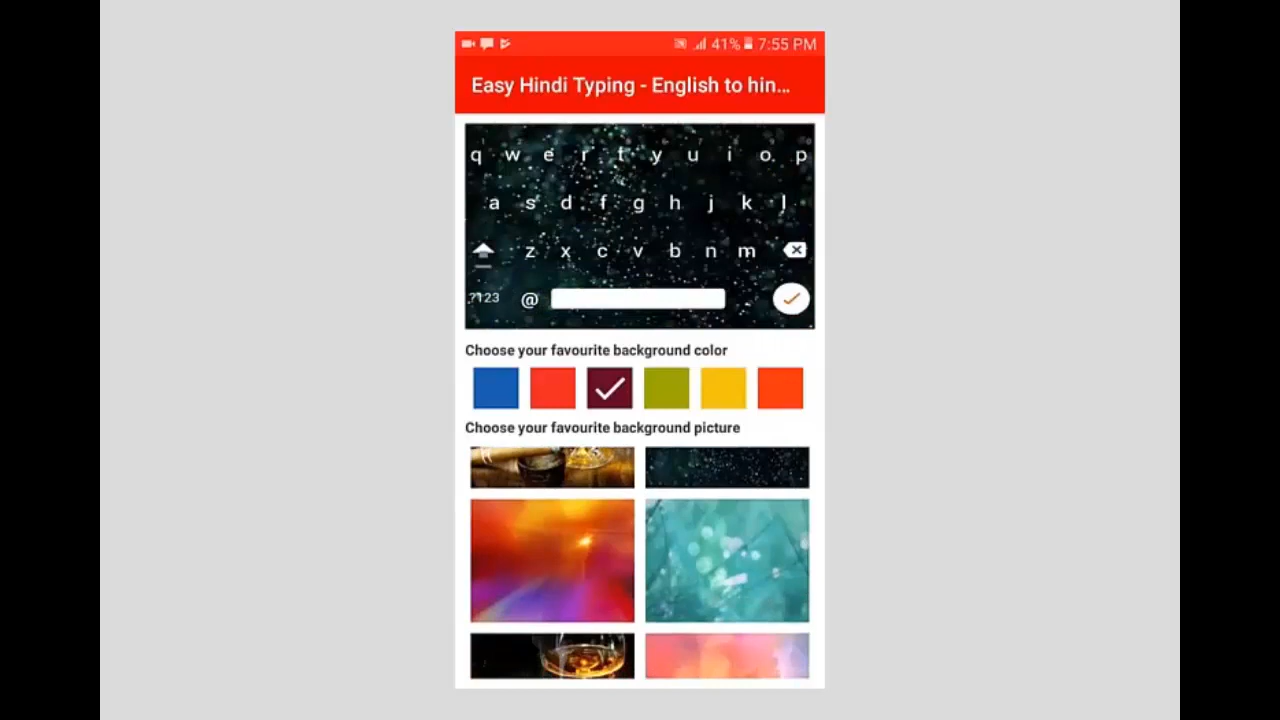 41% 7:55 PM
Easy Hindi Typing - English to hin...
q w e r t y u i o p
a s d f g h j k l
z x c v b n m
?123 @
Choose your favourite background color
Choose your favourite background picture